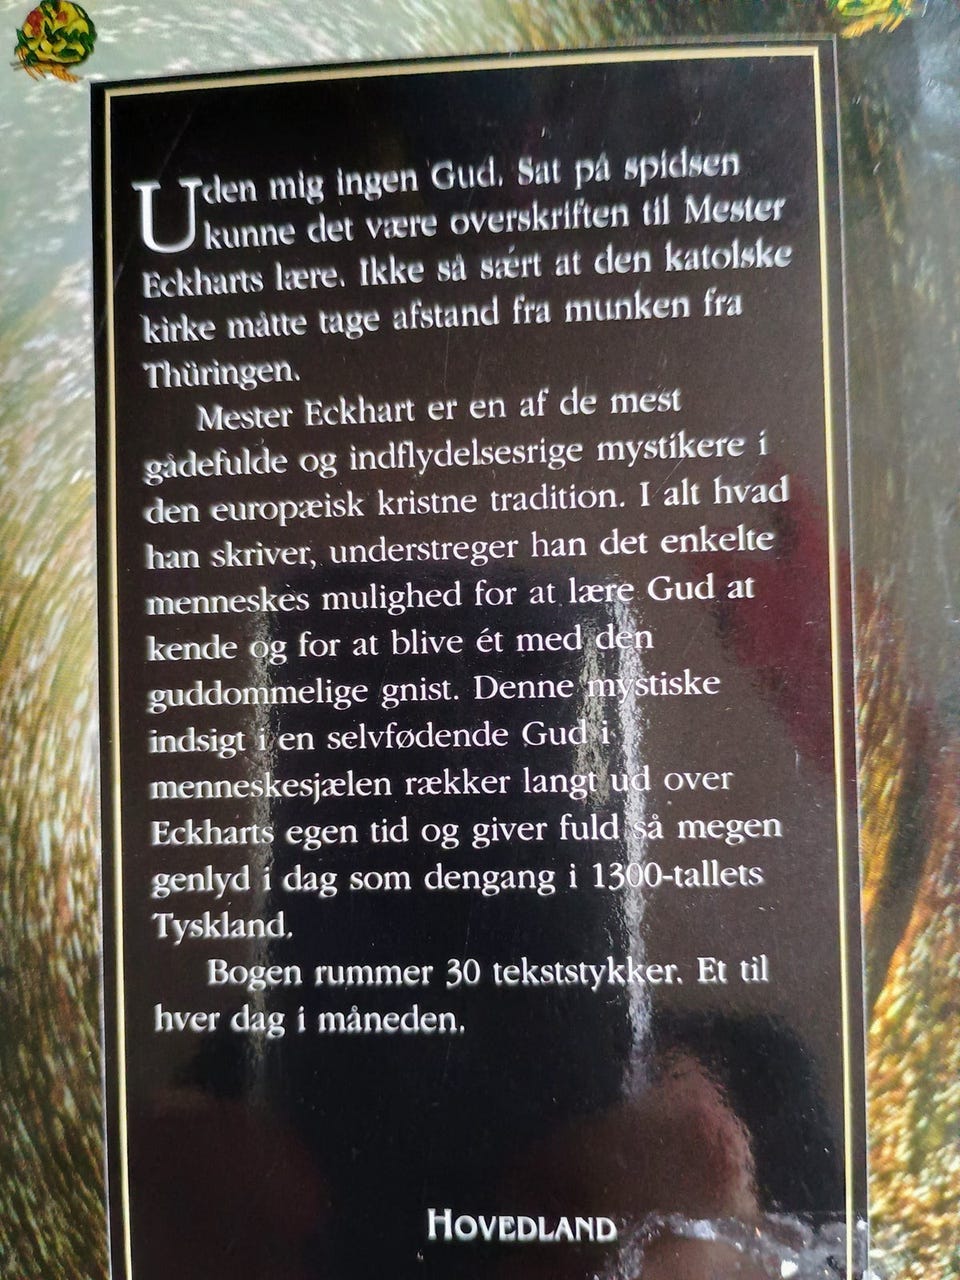 Uden mig ingen Gud. Sat på spidsen
kunne det være overskriften til Mester
Eckharts lære. Ikke så sært at den katolske
kirke måtte tage afstand fra munken fra
Thüringen.
Mester Eckhart er en af de mest
gådefulde og indflydelsesrige mystikere i
den europæisk kristne tradition. I alt hvad
han skriver, understreger han det enkelte
menneskes mulighed for at lære Gud at
kende og for at blive ét med den
guddommelige gnist. Denne mystiske
indsigt i en selvfødende Gud i
menneskesjælen rækker langt ud over
Eckharts egen tid og giver fuld så megen
genlyd i dag som dengang i 1300-tallets
Tyskland.
Bogen rummer 30 tekststykker. Et til
hver dag i måneden.
HOVEDLAND